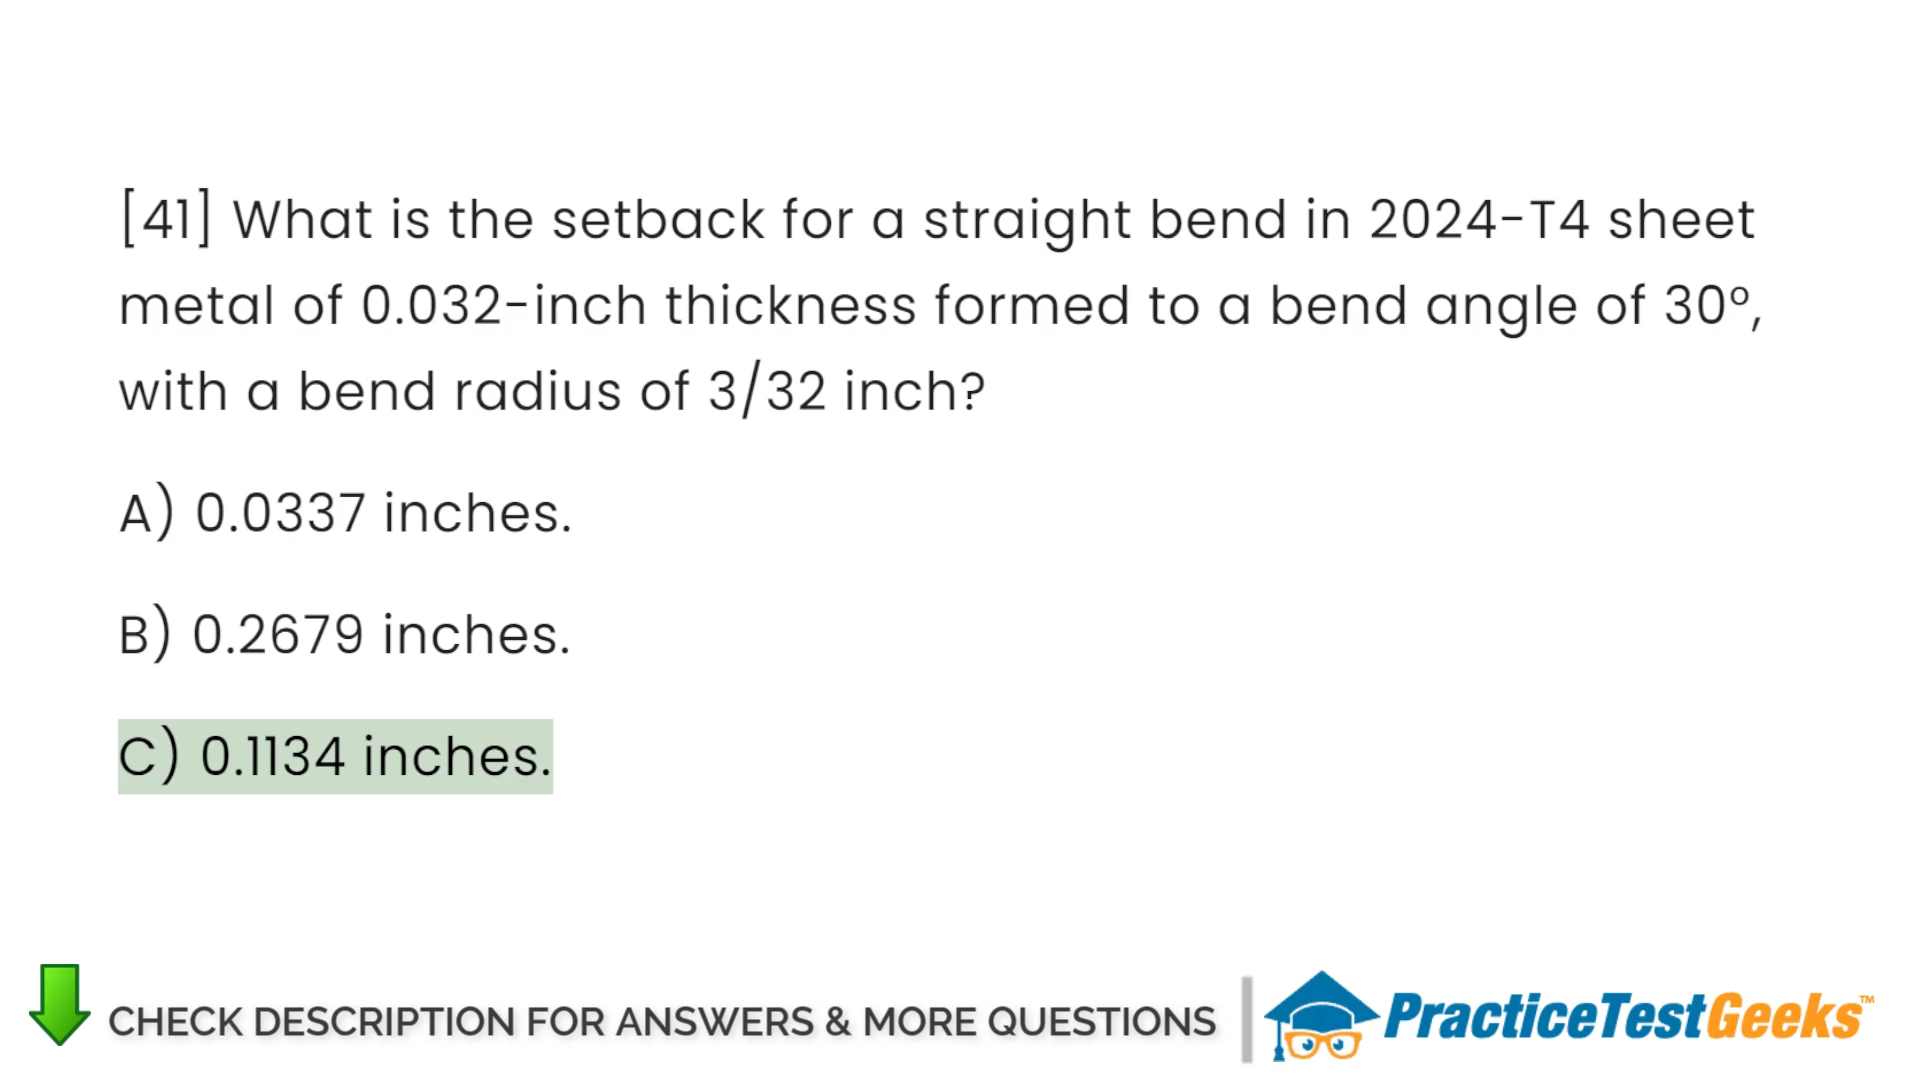 [41] What is the setback for a straight bend in 2024-T4 sheet
metal of 0.032-inch thickness formed to a bend angle of 30º,
with a bend radius of 3/32 inch?
A) 0.0337 inches.
B) 0.2679 inches.
C) 0.1134 inches.
CHECK DESCRIPTION FOR ANSWERS & MORE QUESTIONS
PracticeTestGeeks™